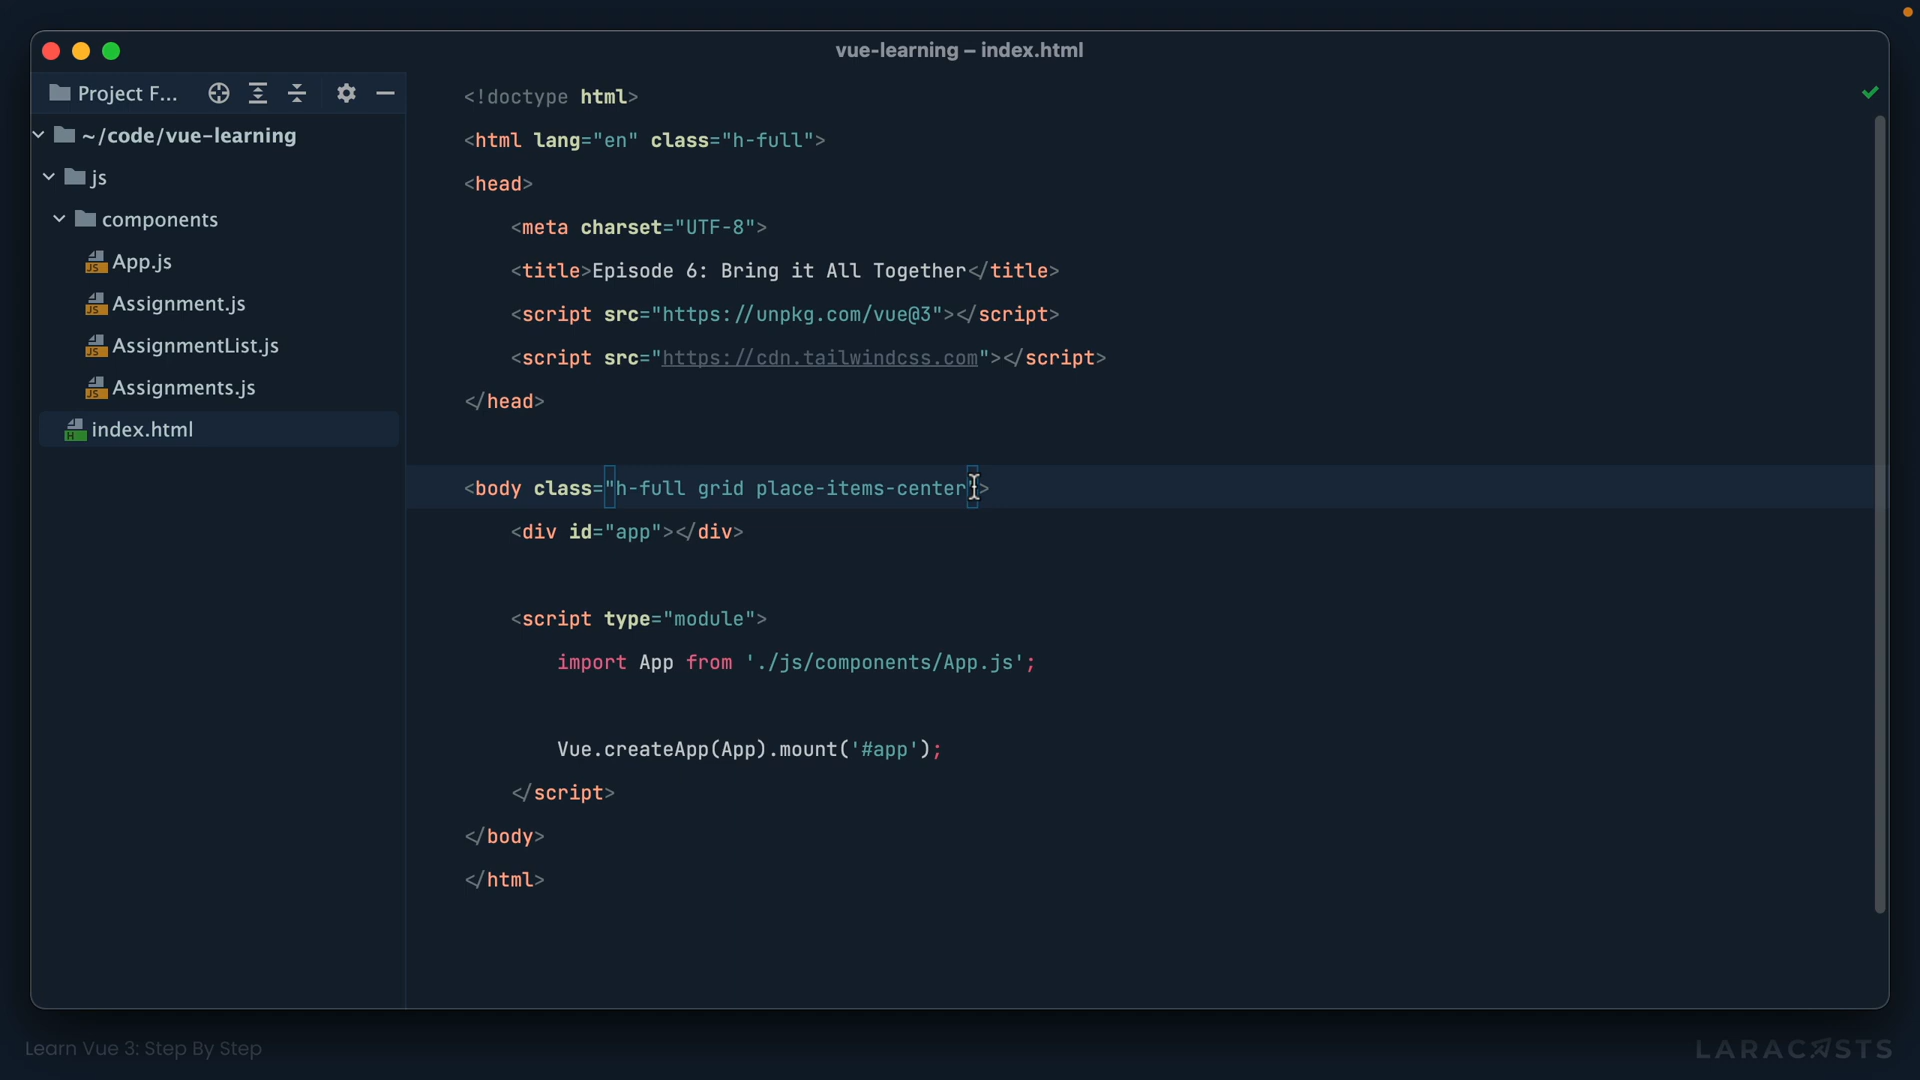 vue-learning – index.html
Project F...
~/code/vue-learning
js
components
App.js
Assignment.js
AssignmentList.js
Assignments.js
index.html
<!doctype html>
<html lang="en" class="h-full">
<head>
    <meta charset="UTF-8">
    <title>Episode 6: Bring it All Together</title>
    <script src="https://unpkg.com/vue@3"></script>
    <script src="https://cdn.tailwindcss.com"></script>
</head>
<body class="h-full grid place-items-center">
    <div id="app"></div>
    <script type="module">
        import App from './js/components/App.js';
        Vue.createApp(App).mount('#app');
    </script>
</body>
</html>
Learn Vue 3: Step By Step
LARACASTS